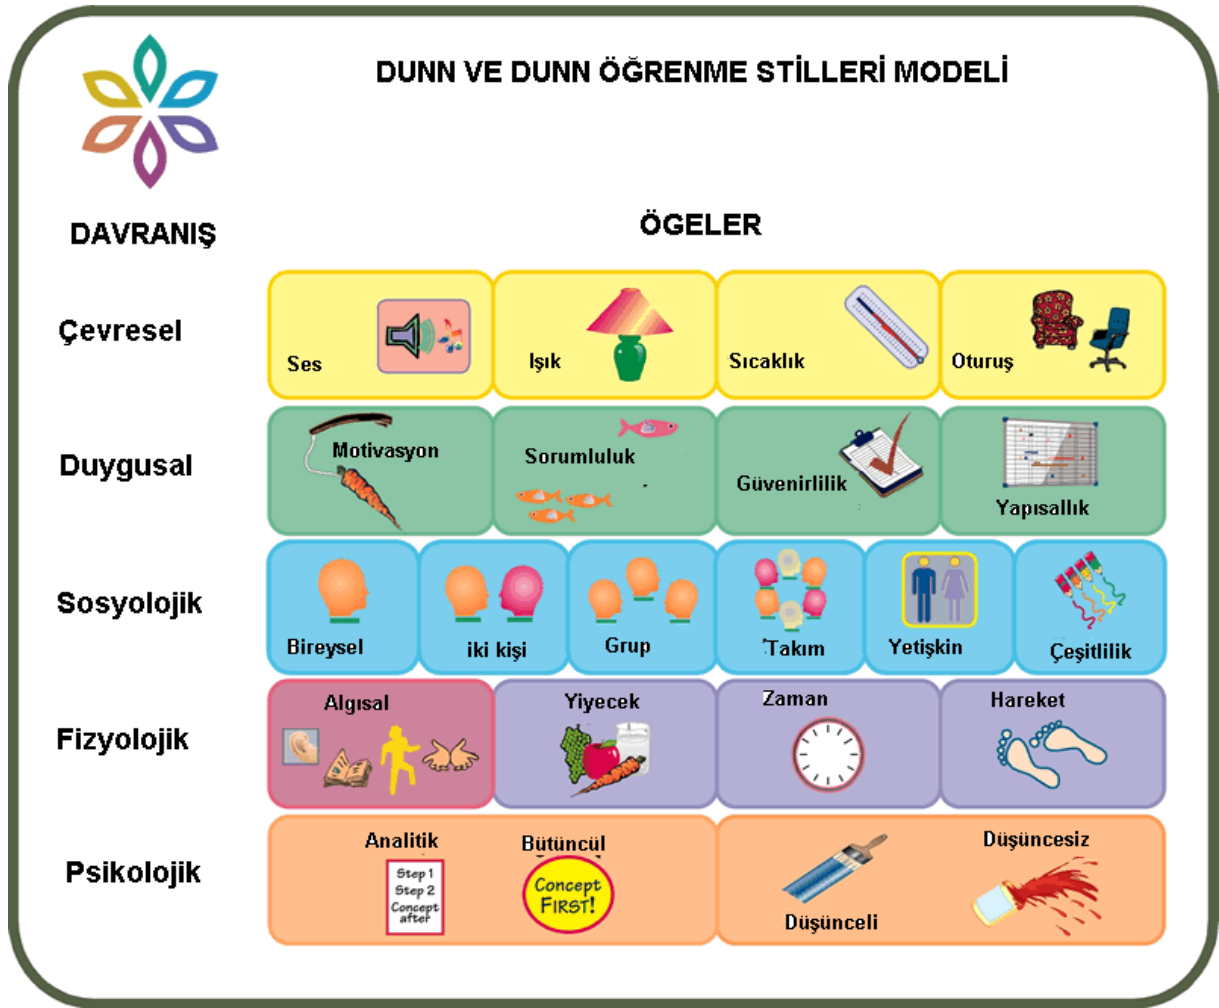 DUNN VE DUNN ÖĞRENME STİLLERİ MODELİ
DAVRANIŞ
ÖGELER
Çevresel
Ses
Işık
Sıcaklık
Oturuş
Duygusal
Motivasyon
Sorumluluk
Güvenirlilik
Yapısallık
Sosyolojik
Bireysel
iki kişi
Grup
Takım
Yetişkin
Çeşitlilik
Fizyolojik
Algısal
Yiyecek
Zaman
Hareket
Psikolojik
Analitik
Step 1
Step 2
Concept
after
Bütüncül
Concept
FIRST!
Düşünceli
Düşüncesiz